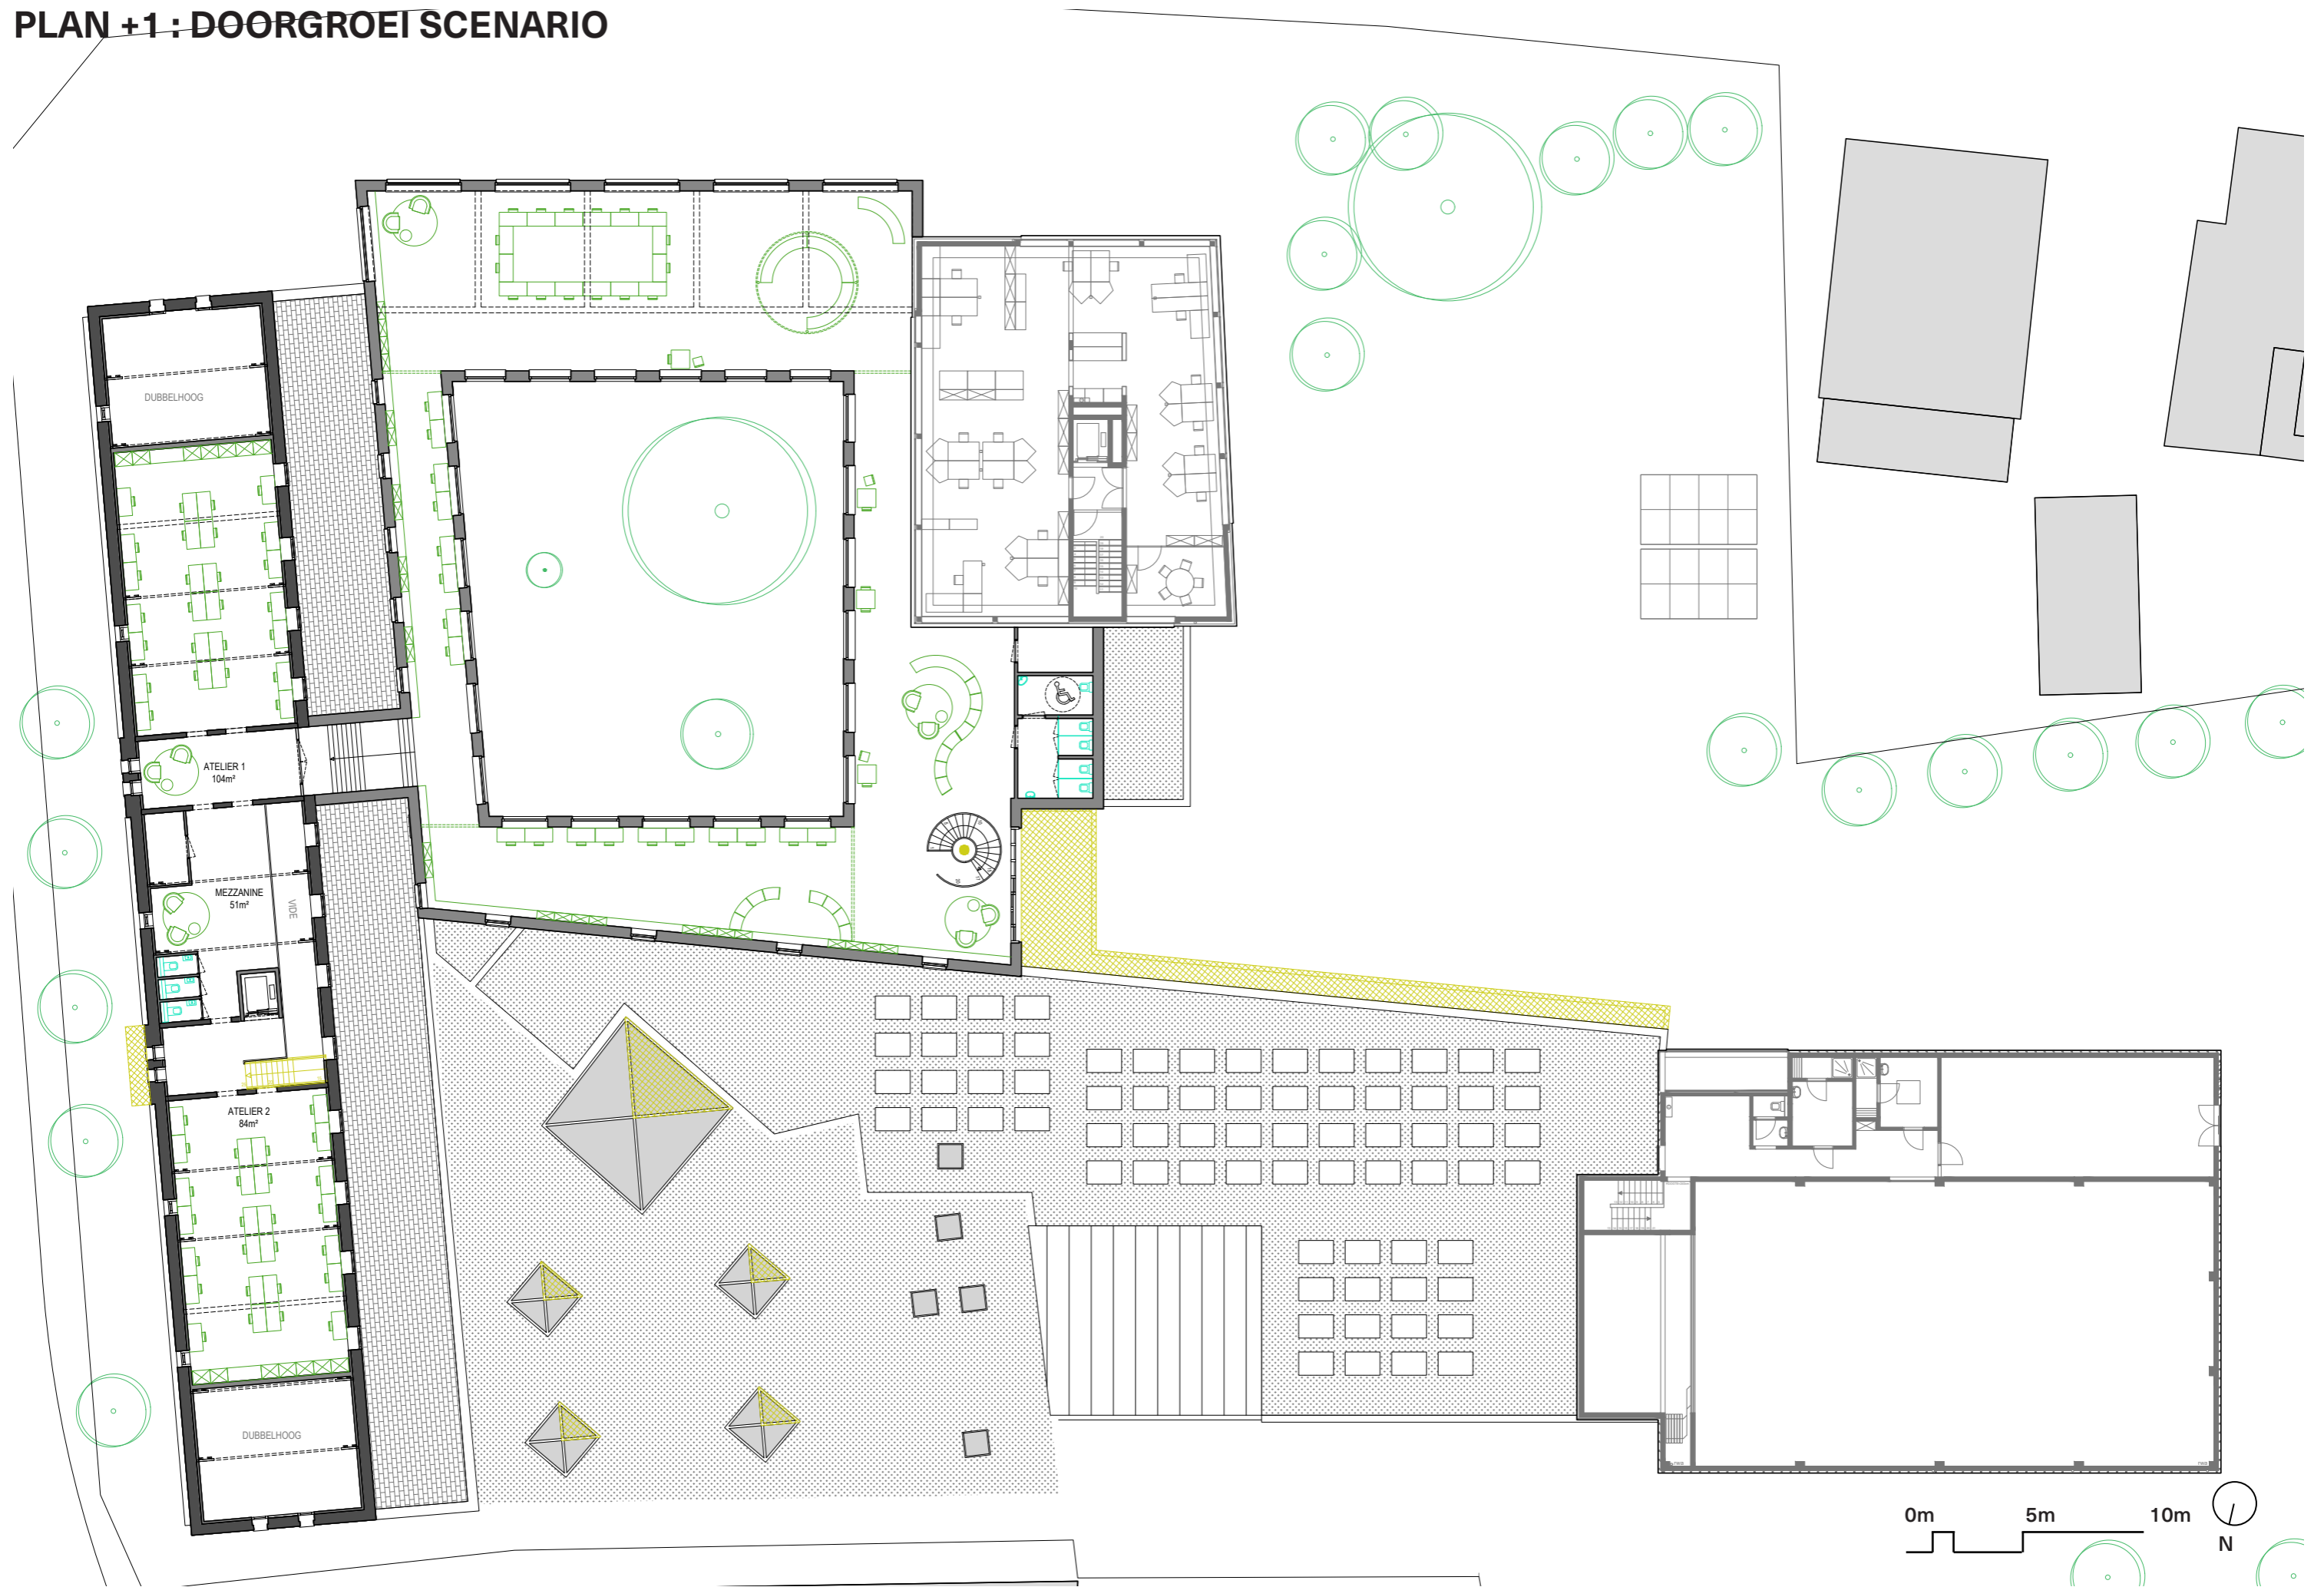 PLAN +1 : DOORGROEI SCENARIO
DUBBELHOOG
ATELIER 1
104m²
MEZZANINE
51m²
VIDE
ATELIER 2
84m²
DUBBELHOOG
0m
5m
10m
N